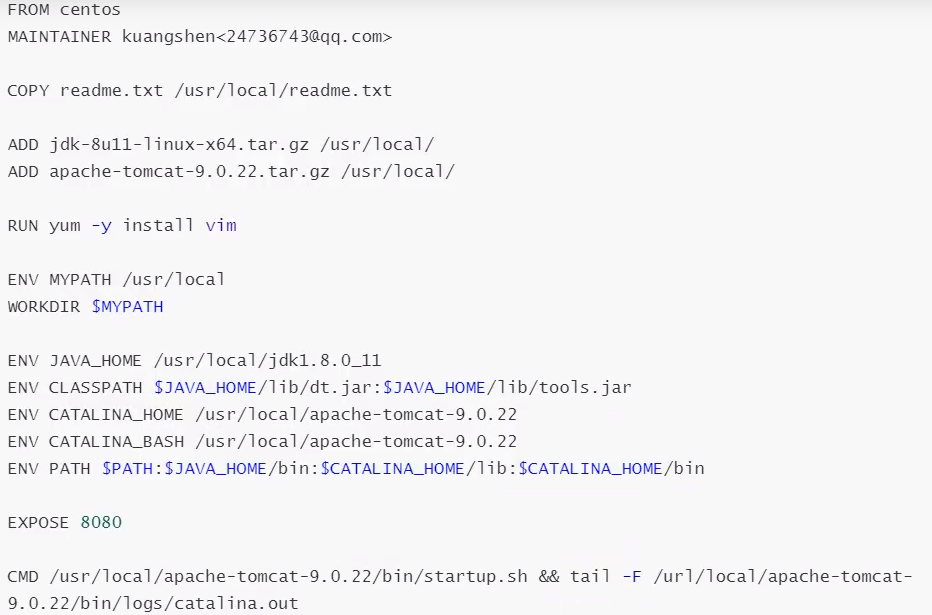 FROM centos
MAINTAINER kuangshen<24736743@qq.com>
COPY readme.txt /usr/local/readme.txt
ADD jdk-8u11-linux-x64.tar.gz /usr/local/
ADD apache-tomcat-9.0.22.tar.gz /usr/local/
RUN yum -y install vim
ENV MYPATH /usr/local
WORKDIR $MYPATH
ENV JAVA_HOME /usr/local/jdk1.8.0_11
ENV CLASSPATH $JAVA_HOME/lib/dt.jar:$JAVA_HOME/lib/tools.jar
ENV CATALINA_HOME /usr/local/apache-tomcat-9.0.22
ENV CATALINA_BASH /usr/local/apache-tomcat-9.0.22
ENV PATH $PATH:$JAVA_HOME/bin:$CATALINA_HOME/lib:$CATALINA_HOME/bin
EXPOSE 8080
CMD /usr/local/apache-tomcat-9.0.22/bin/startup.sh && tail -F /url/local/apache-tomcat-
9.0.22/bin/logs/catalina.out